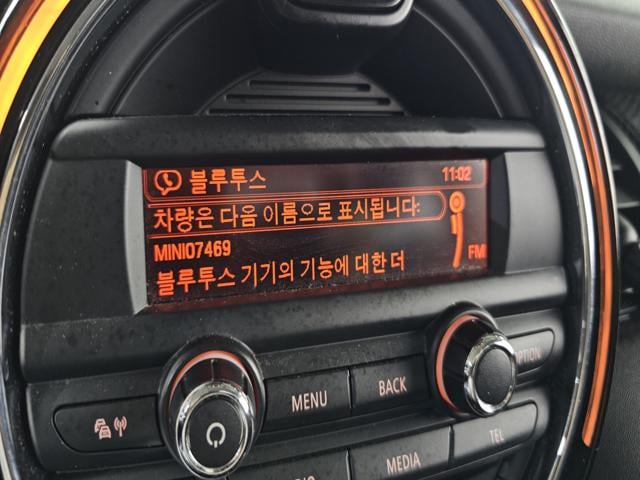 블루투스 11:02
차량은 다음 이름으로 표시됩니다:
MINI07469
FM
블루투스 기기의 기능에 대한 더
MENU
BACK
OPTION
MEDIA
TEL